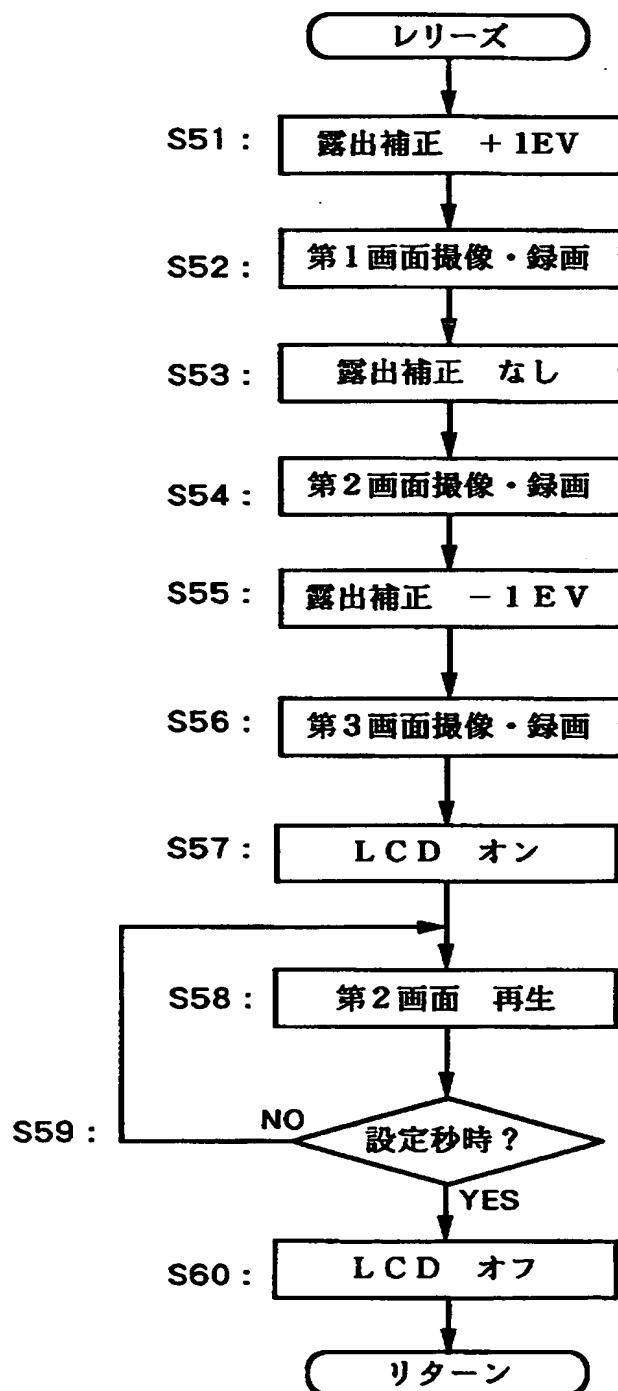 レリーズ
S51： 露出補正　＋1EV
S52： 第1画面撮像・録画
S53： 露出補正　なし
S54： 第2画面撮像・録画
S55： 露出補正　－1EV
S56： 第3画面撮像・録画
S57： LCD　オン
S58： 第2画面　再生
NO
S59： 設定秒時？
YES
S60： LCD　オフ
リターン